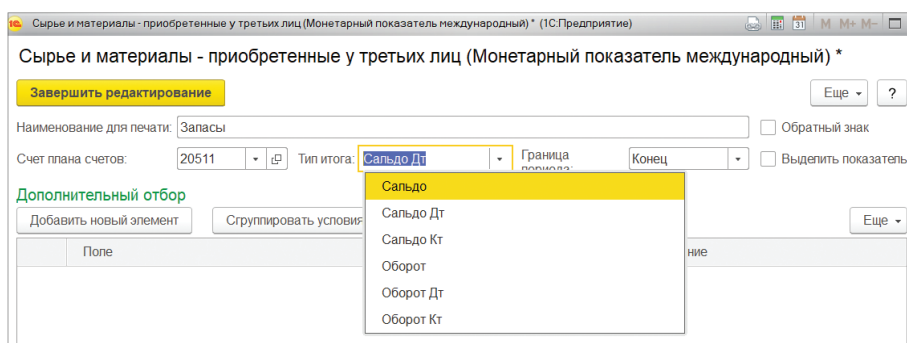 Сырье и материалы - приобретенные у третьих лиц (Монетарный показатель международный) * (1С:Предприятие)
31 M M+ M-
Сырье и материалы - приобретенные у третьих лиц (Монетарный показатель международный) *
Завершить редактирование Еще ?
Наименование для печати: Запасы Обратный знак
Счет плана счетов: 20511 Тип итога: Сальдо Дт Граница периода: Конец Выделить показатель
Дополнительный отбор
Добавить новый элемент Сгруппировать условия Еще
Поле ние
Сальдо
Сальдо Дт
Сальдо Кт
Оборот
Оборот Дт
Оборот Кт